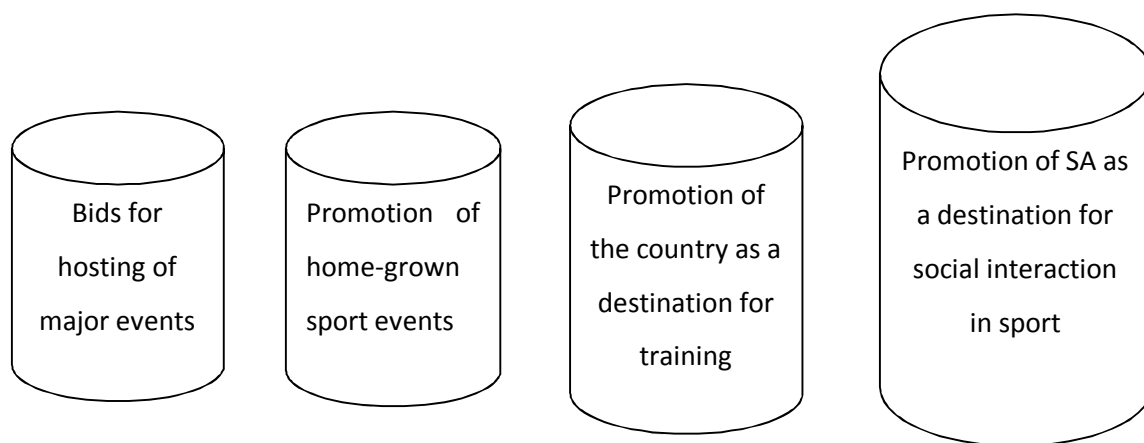 Bids for
hosting of
major events
Promotion of
home-grown
sport events
Promotion of
the country as a
destination for
training
Promotion of SA as
a destination for
social interaction
in sport